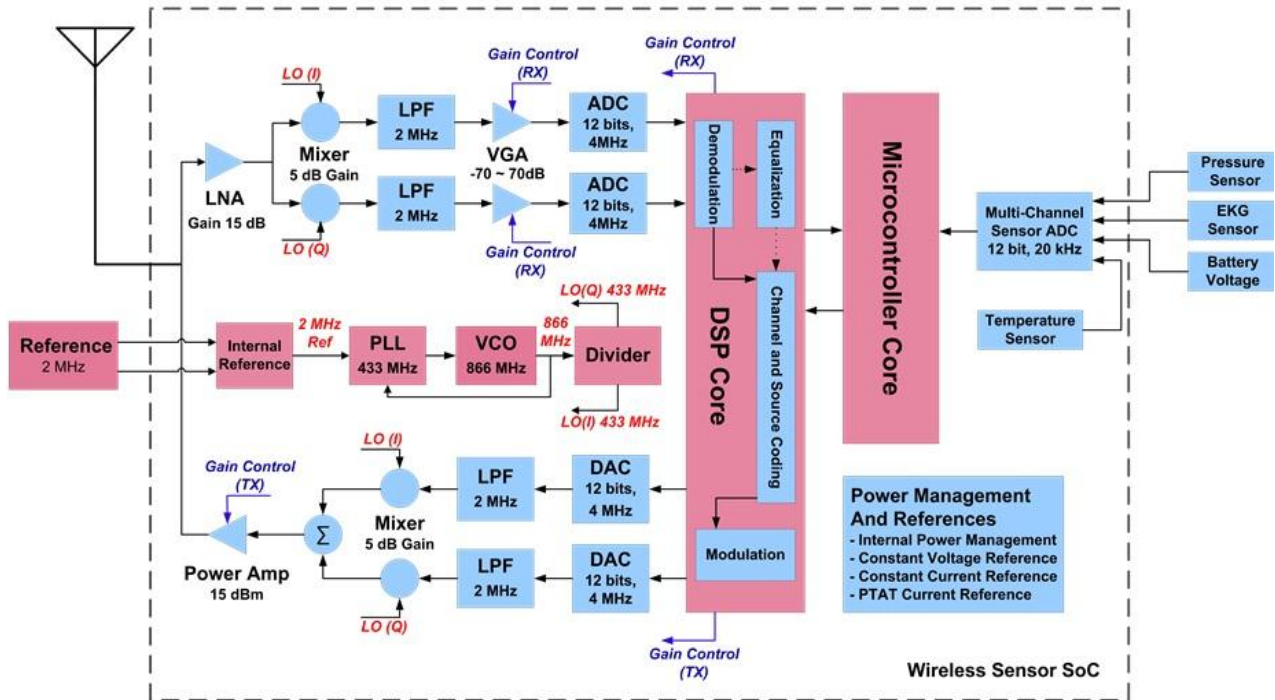 Gain Control
(RX)
Gain Control
(RX)
LO (I)
LPF
2 MHz
ADC
12 bits,
4MHz
Mixer
5 dB Gain
VGA
-70 ~ 70dB
LNA
Gain 15 dB
LPF
2 MHz
ADC
12 bits,
4MHz
LO (Q)
Gain Control
(RX)
Demodulation
Equalization
DSP Core
Channel and Source Coding
Modulation
Microcontroller Core
Multi-Channel
Sensor ADC
12 bit, 20 kHz
Pressure
Sensor
EKG
Sensor
Battery
Voltage
Temperature
Sensor
Reference
2 MHz
Internal
Reference
2 MHz
Ref
PLL
433 MHz
VCO
866 MHz
866
MHz
LO(Q) 433 MHz
Divider
LO(I) 433 MHz
LO (I)
Gain Control
(TX)
LPF
2 MHz
DAC
12 bits,
4 MHz
Mixer
5 dB Gain
Σ
Power Amp
15 dBm
LPF
2 MHz
DAC
12 bits,
4 MHz
LO (Q)
Gain Control
(TX)
Power Management
And References
- Internal Power Management
- Constant Voltage Reference
- Constant Current Reference
- PTAT Current Reference
Wireless Sensor SoC